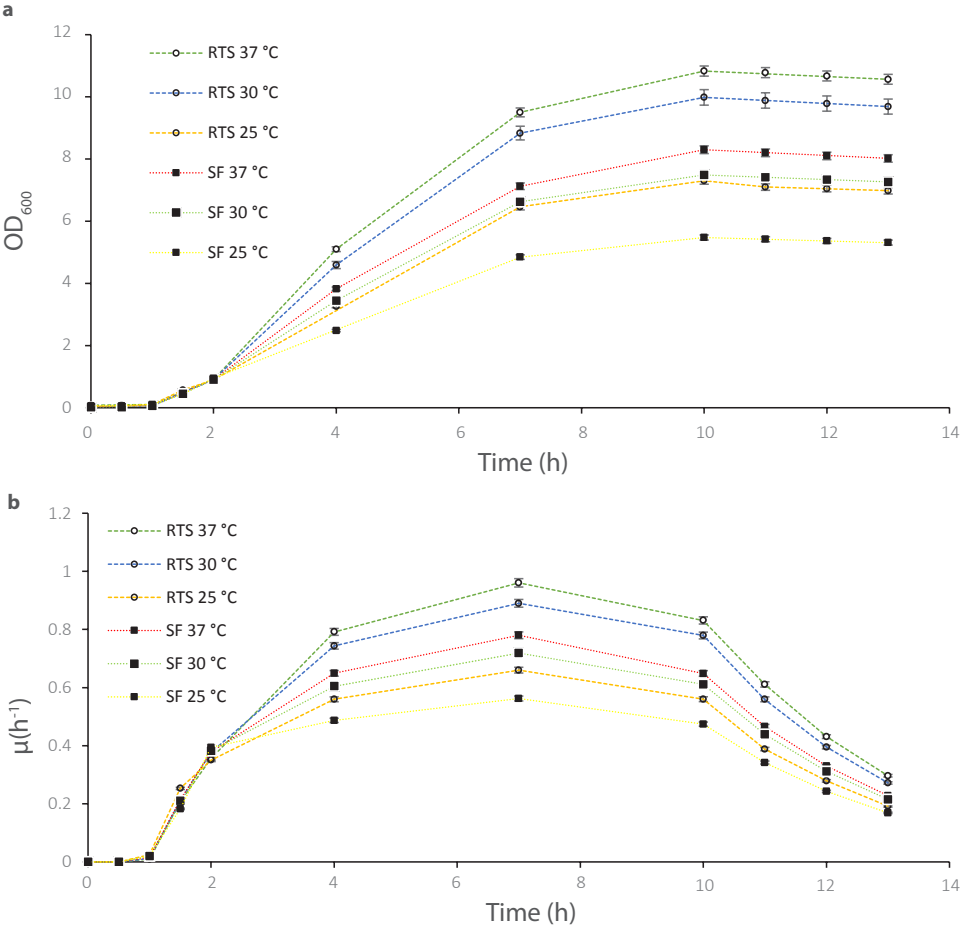 a
12
10
8
6
4
2
0
OD600
RTS 37 °C
RTS 30 °C
RTS 25 °C
SF 37 °C
SF 30 °C
SF 25 °C
0 2 4 6 8 10 12 14
Time (h)
b
1.2
1
0.8
0.6
0.4
0.2
0
μ(h⁻¹)
RTS 37 °C
RTS 30 °C
RTS 25 °C
SF 37 °C
SF 30 °C
SF 25 °C
0 2 4 6 8 10 12 14
Time (h)